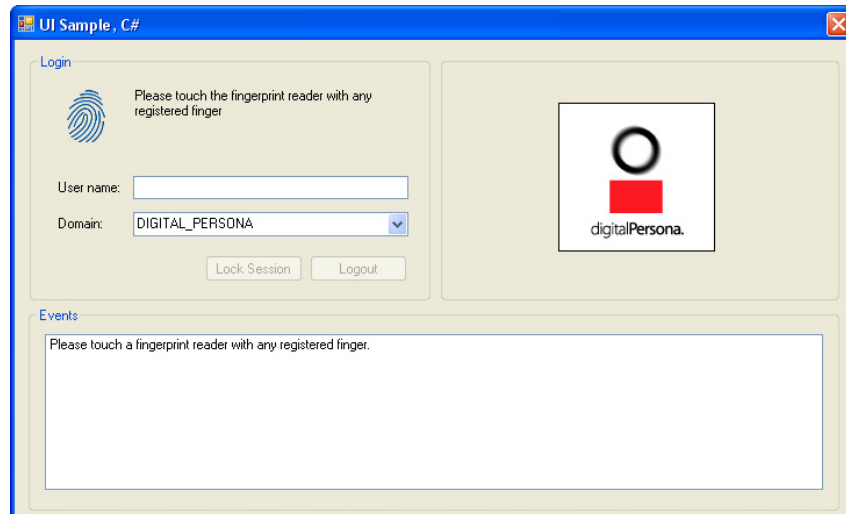 UI Sample, C#
Login
Please touch the fingerprint reader with any
registered finger
User name:
Domain:
DIGITAL_PERSONA
Lock Session
Logout
digitalPersona.
Events
Please touch a fingerprint reader with any registered finger.